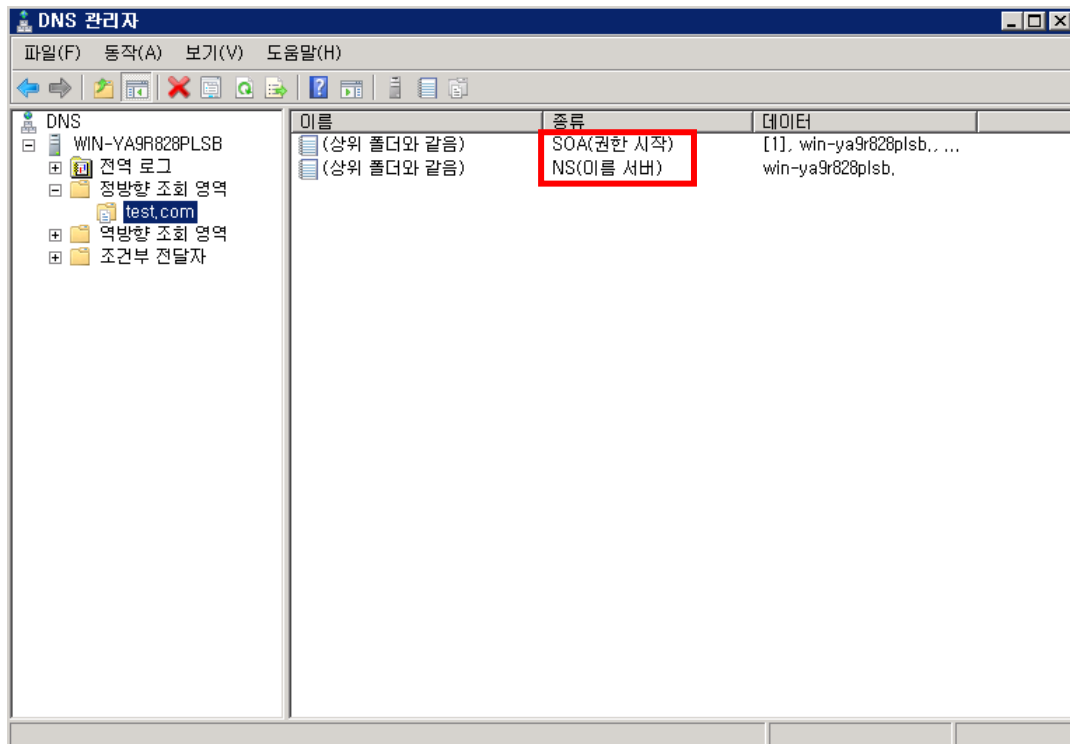 DNS 관리자
파일(F) 동작(A) 보기(V) 도움말(H)
DNS
WIN-YA9R828PLSB
전역 로그
정방향 조회 영역
test.com
역방향 조회 영역
조건부 전달자
이름 종류 데이터
(상위 폴더와 같음) SOA(권한 시작) [1], win-ya9r828plsb., ...
(상위 폴더와 같음) NS(이름 서버) win-ya9r828plsb.